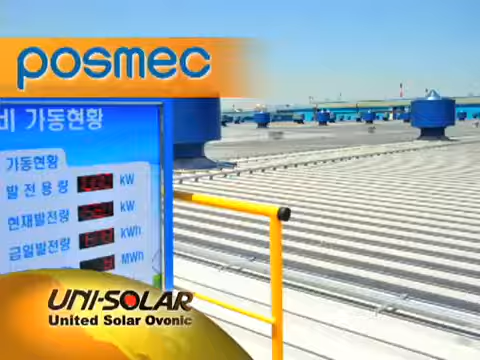 posmec
비 가동현황
가동현황
발 전 용 량 kW
현재발전량 kW
금일발전량 kWh
MWh
UNI-SOLAR
United Solar Ovonic